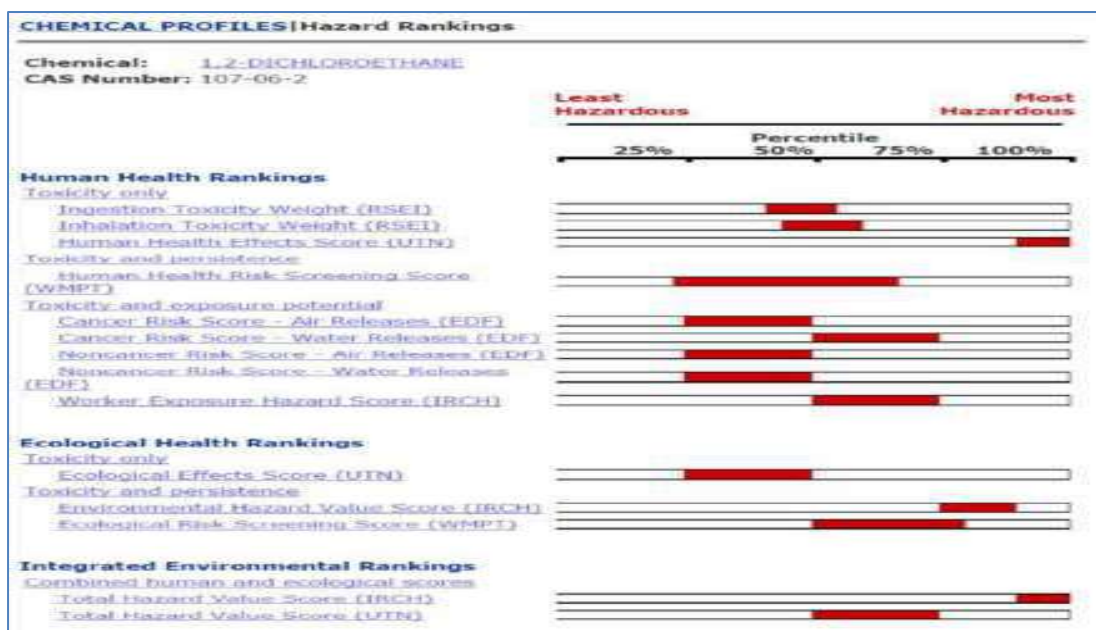 CHEMICAL PROFILES|Hazard Rankings
Chemical: 1,2-DICHLOROETHANE
CAS Number: 107-06-2
Least Hazardous Most Hazardous
Percentile
25% 50% 75% 100%
Human Health Rankings
Toxicity only
Ingestion Toxicity Weight (RSEI)
Inhalation Toxicity Weight (RSEI)
Human Health Effects Score (UTN)
Toxicity and persistence
Human Health Risk Screening Score
(WMPT)
Toxicity and exposure potential
Cancer Risk Score - Air Releases (EDF)
Cancer Risk Score - Water Releases (EDF)
Noncancer Risk Score - Air Releases (EDF)
Noncancer Risk Score - Water Releases
(EDF)
Worker Exposure Hazard Score (IRCH)
Ecological Health Rankings
Toxicity only
Ecological Effects Score (UTN)
Toxicity and persistence
Environmental Hazard Value Score (IRCH)
Ecological Risk Screening Score (WMPT)
Integrated Environmental Rankings
Combined human and ecological scores
Total Hazard Value Score (IRCH)
Total Hazard Value Score (UTN)